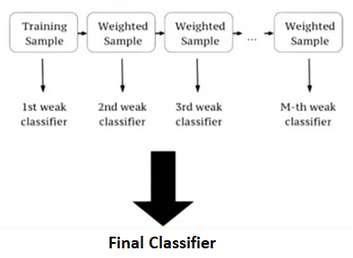 Training
Sample
Weighted
Sample
Weighted
Sample
...
Weighted
Sample
1st weak
classifier
2nd weak
classifier
3rd weak
classifier
M-th weak
classifier
Final Classifier